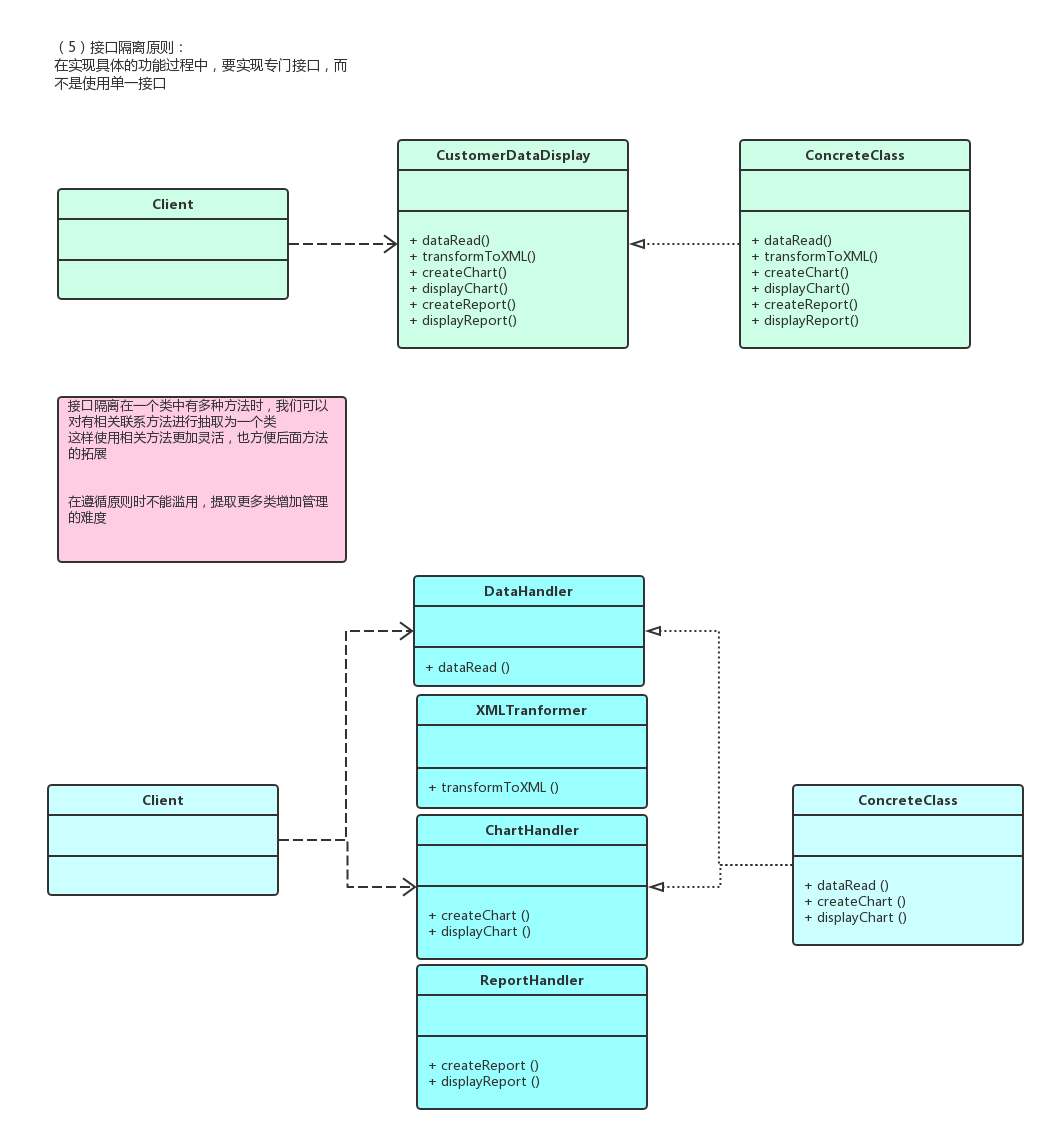 （5）接口隔离原则：
在实现具体的功能过程中，要实现专门接口，而
不是使用单一接口
CustomerDataDisplay
ConcreteClass
Client
+ dataRead()
+ transformToXML()
+ createChart()
+ displayChart()
+ createReport()
+ displayReport()
+ dataRead()
+ transformToXML()
+ createChart()
+ displayChart()
+ createReport()
+ displayReport()
接口隔离在一个类中有多种方法时，我们可以
对有相关联系方法进行抽取为一个类
这样使用相关方法更加灵活，也方便后面方法
的拓展
在遵循原则时不能滥用，提取更多类增加管理
的难度
DataHandler
+ dataRead ()
XMLTranformer
+ transformToXML ()
Client
ChartHandler
+ createChart ()
+ displayChart ()
ConcreteClass
+ dataRead ()
+ createChart ()
+ displayChart ()
ReportHandler
+ createReport ()
+ displayReport ()